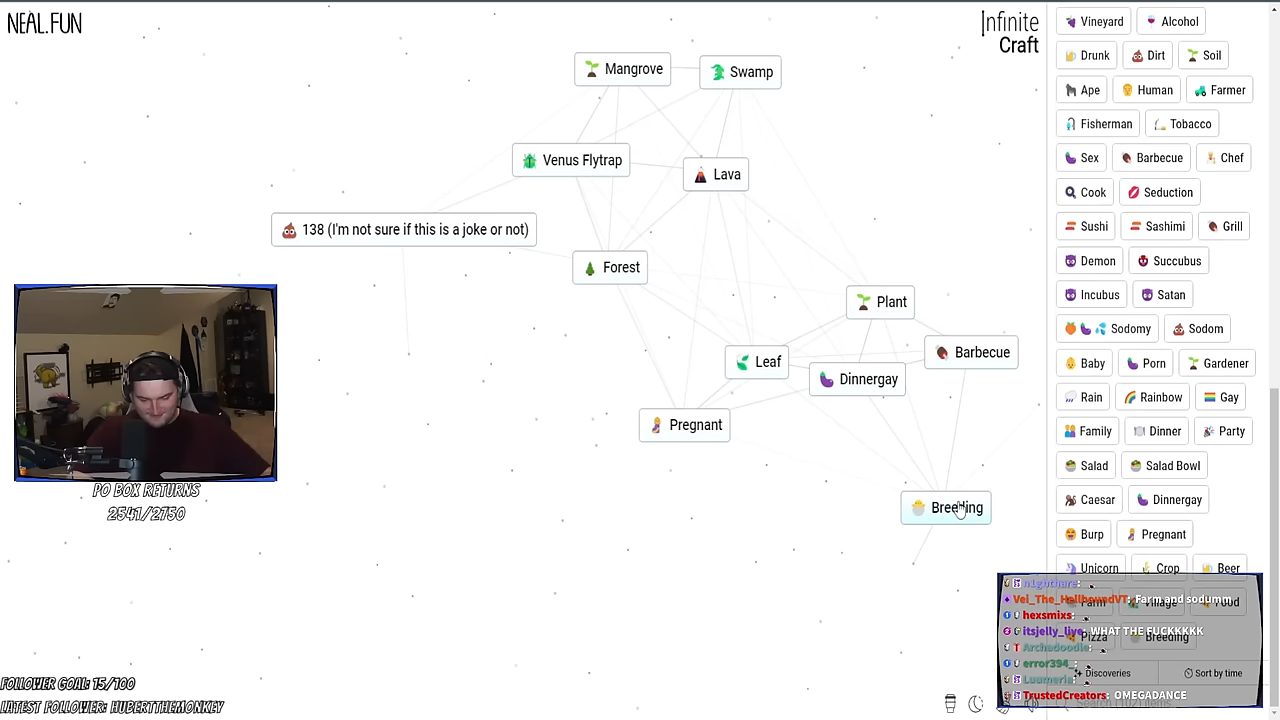 NEAL.FUN
Infinite
Craft
Mangrove
Swamp
Venus Flytrap
Lava
138 (I'm not sure if this is a joke or not)
Forest
Plant
Barbecue
Leaf
Dinnergay
Pregnant
Breeding
PO BOX RETURNS
2541/2750
FOLLOWER GOAL: 15/100
LATEST FOLLOWER: HUBERTTHEMONKEY
Vineyard Alcohol
Drunk Dirt Soil
Ape Human Farmer
Fisherman Tobacco
Sex Barbecue Chef
Cook Seduction
Sushi Sashimi Grill
Demon Succubus
Incubus Satan
Sodomy Sodom
Baby Porn Gardener
Rain Rainbow Gay
Family Dinner Party
Salad Salad Bowl
Caesar Dinnergay
Burp Pregnant
Unicorn Crop Beer
Farm Village Food
Pizza Breeding
Discoveries Sort by time
n1ghthare:
Vei_The_HellhoundVT: Farm and sodumm
hexsmixs:
itsjelly_live: WHAT THE FUCKKKKK
Archadoodle:
error394_:
Luumeria:
TrustedCreators: OMEGADANCE